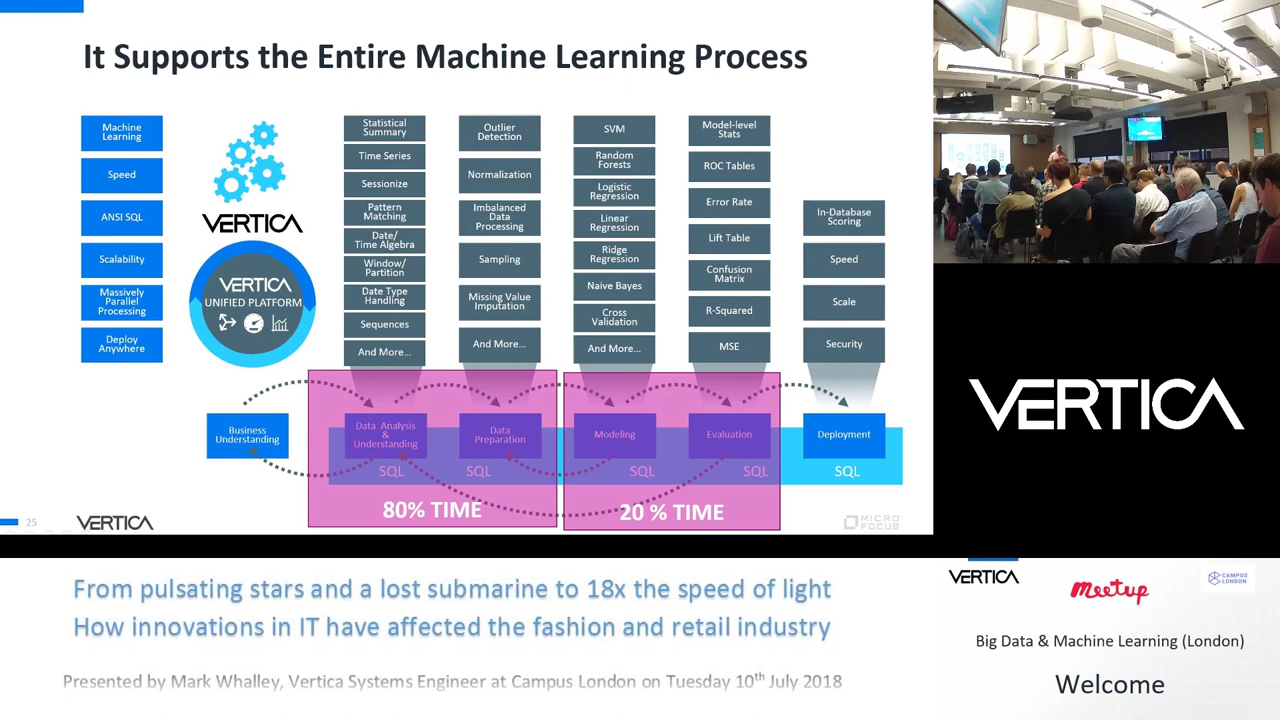 It Supports the Entire Machine Learning Process
Machine
Learning
Speed
ANSI SQL
Scalability
Massively
Parallel
Processing
Deploy
Anywhere
VERTICA
VERTICA
UNIFIED PLATFORM
Statistical
Summary
Time Series
Sessionize
Pattern
Matching
Date/
Time Algebra
Window/
Partition
Date Type
Handling
Sequences
And More...
Outlier
Detection
Normalization
Imbalanced
Data
Processing
Sampling
Missing Value
Imputation
And More...
SVM
Random
Forests
Logistic
Regression
Linear
Regression
Ridge
Regression
Naive Bayes
Cross
Validation
And More...
Model-level
Stats
ROC Tables
Error Rate
Lift Table
Confusion
Matrix
R-Squared
MSE
In-Database
Scoring
Speed
Scale
Security
Business
Understanding
Data Analysis
&
Understanding
Data
Preparation
Modeling
Evaluation
Deployment
SQL
SQL
SQL
SQL
SQL
80% TIME
20 % TIME
25
VERTICA
MICRO
FOCUS
VERTICA
From pulsating stars and a lost submarine to 18x the speed of light
How innovations in IT have affected the fashion and retail industry
Presented by Mark Whalley, Vertica Systems Engineer at Campus London on Tuesday 10th July 2018
VERTICA
meetup
CAMPUS
LONDON
Big Data & Machine Learning (London)
Welcome